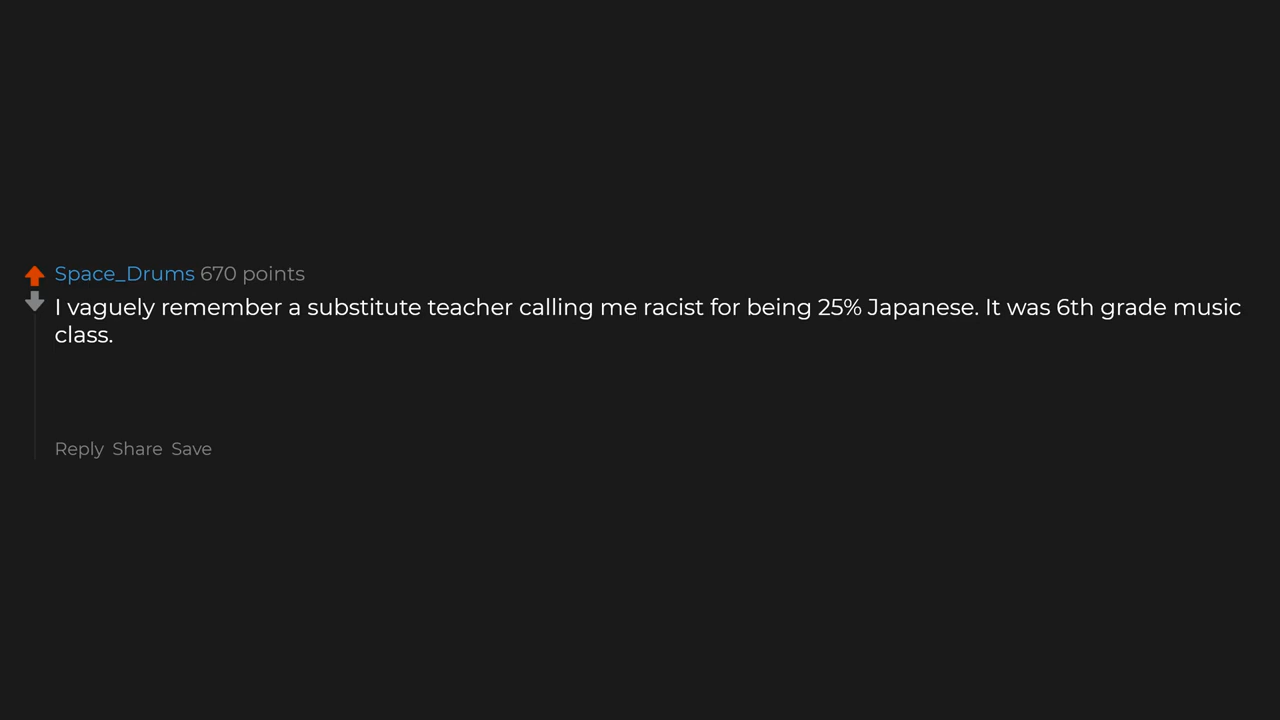 Space_Drums 670 points
I vaguely remember a substitute teacher calling me racist for being 25% Japanese. It was 6th grade music
class.
Reply Share Save